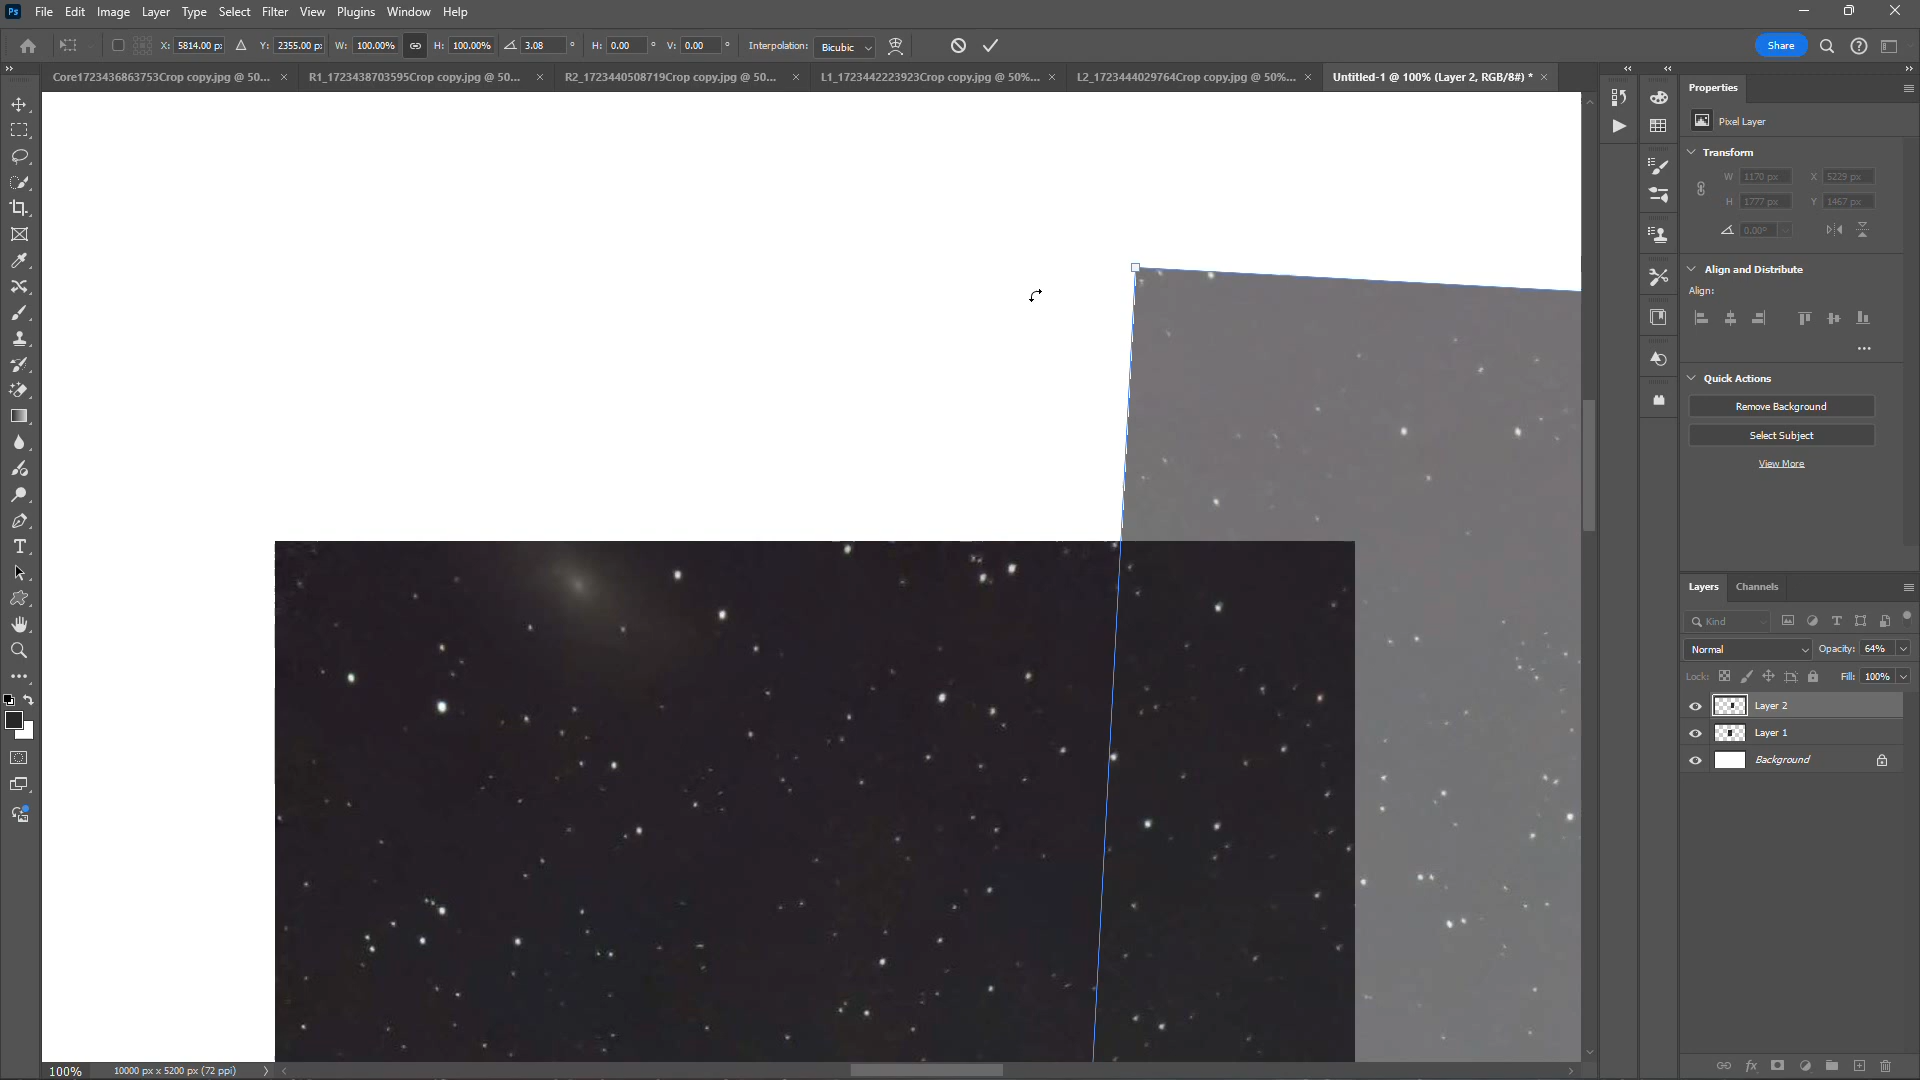 Ps File Edit Image Layer Type Select Filter View Plugins Window Help
X: 5814.00 px Y: 2355.00 px W: 100.00% H: 100.00% 3.08 ° H: 0.00 ° V: 0.00 ° Interpolation: Bicubic Share
Core1723436863753Crop copy.jpg @ 50... × R1_1723438703595Crop copy.jpg @ 50... × R2_1723440508719Crop copy.jpg @ 50... × L1_1723442223923Crop copy.jpg @ 50%... × L2_1723444029764Crop copy.jpg @ 50%... × Untitled-1 @ 100% (Layer 2, RGB/8#) * ×
Properties
Pixel Layer
Transform
W 1170 px X 5229 px
H 1777 px Y 1467 px
0.00°
Align and Distribute
Align:
Quick Actions
Remove Background
Select Subject
View More
Layers Channels
Kind
Normal Opacity: 64%
Lock: Fill: 100%
Layer 2
Layer 1
Background
100% 10000 px x 5200 px (72 ppi)